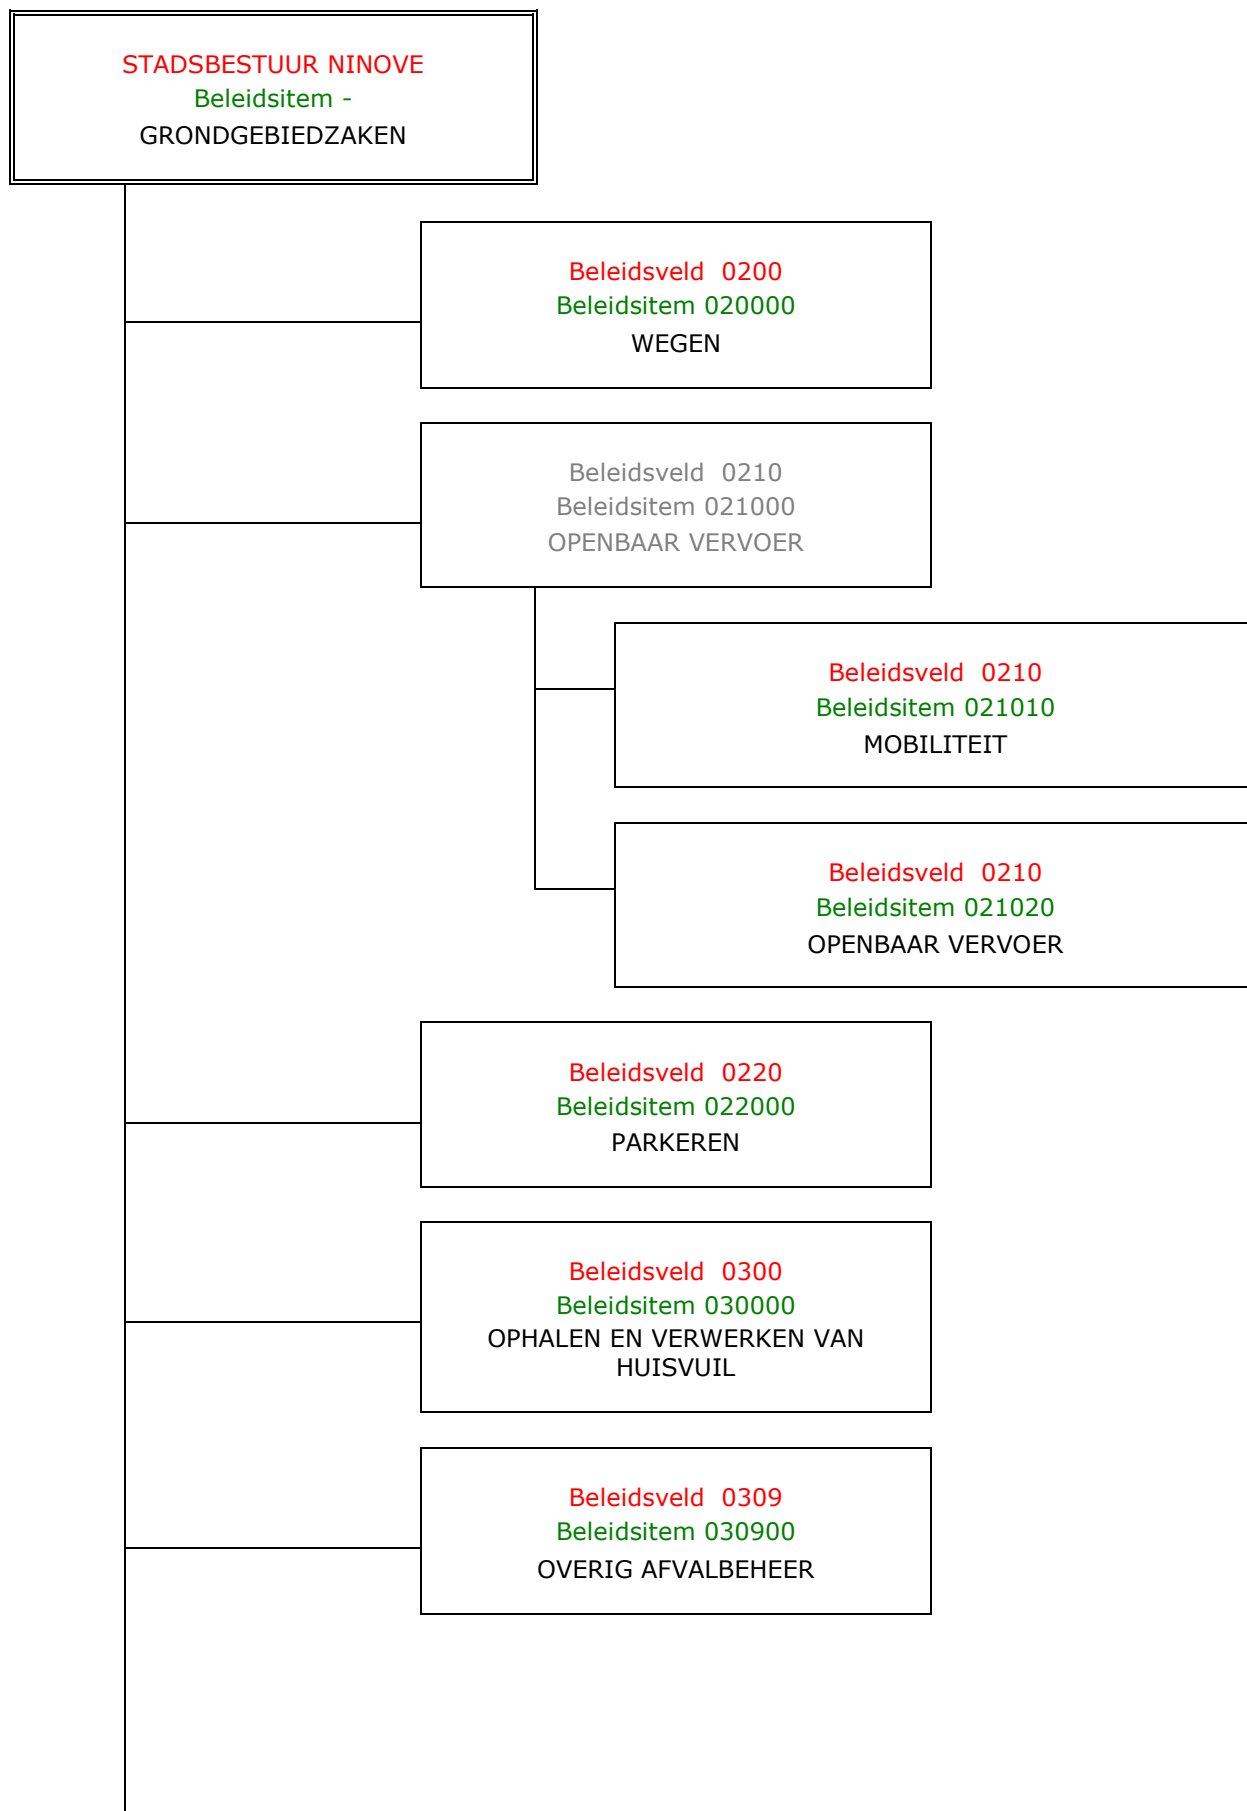 STADSBESTUUR NINOVE
Beleidsitem -
GRONDGEBIEDZAKEN
Beleidsveld  0200
Beleidsitem 020000
WEGEN
Beleidsveld  0210
Beleidsitem 021000
OPENBAAR VERVOER
Beleidsveld  0210
Beleidsitem 021010
MOBILITEIT
Beleidsveld  0210
Beleidsitem 021020
OPENBAAR VERVOER
Beleidsveld  0220
Beleidsitem 022000
PARKEREN
Beleidsveld  0300
Beleidsitem 030000
OPHALEN EN VERWERKEN VAN
HUISVUIL
Beleidsveld  0309
Beleidsitem 030900
OVERIG AFVALBEHEER